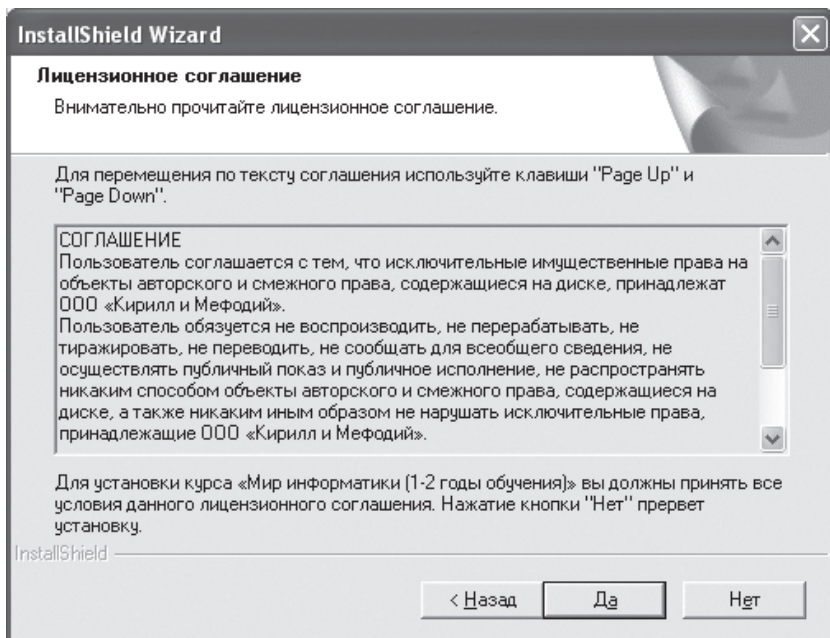 InstallShield Wizard
Лицензионное соглашение
Внимательно прочитайте лицензионное соглашение.
Для перемещения по тексту соглашения используйте клавиши "Page Up" и
"Page Down".
СОГЛАШЕНИЕ
Пользователь соглашается с тем, что исключительные имущественные права на
объекты авторского и смежного права, содержащиеся на диске, принадлежат
ООО «Кирилл и Мефодий».
Пользователь обязуется не воспроизводить, не перерабатывать, не
тиражировать, не переводить, не сообщать для всеобщего сведения, не
осуществлять публичный показ и публичное исполнение, не распространять
никаким способом объекты авторского и смежного права, содержащиеся на
диске, а также никаким иным образом не нарушать исключительные права,
принадлежащие ООО «Кирилл и Мефодий».
Для установки курса «Мир информатики (1-2 годы обучения)» вы должны принять все
условия данного лицензионного соглашения. Нажатие кнопки "Нет" прервет
установку.
InstallShield
< Назад Да Нет